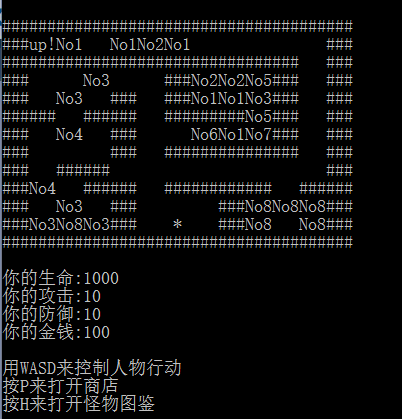 #######################################
###up!No1   No1No2No1               ###
#################################   ###
###      No3      ###No2No2No5###   ###
###   No3   ###   ###No1No1No3###   ###
######   ######   #########No5###   ###
###   No4   ###      No6No1No7###   ###
###         ###   ###############   ###
###   ######                        ###
###No4   ######   ############   ######
###   No3   ###         ###No8No8No8###
###No3No8No3###    *    ###No8   No8###
#######################################
你的生命:1000
你的攻击:10
你的防御:10
你的金钱:100
用WASD来控制人物行动
按P来打开商店
按H来打开怪物图鉴